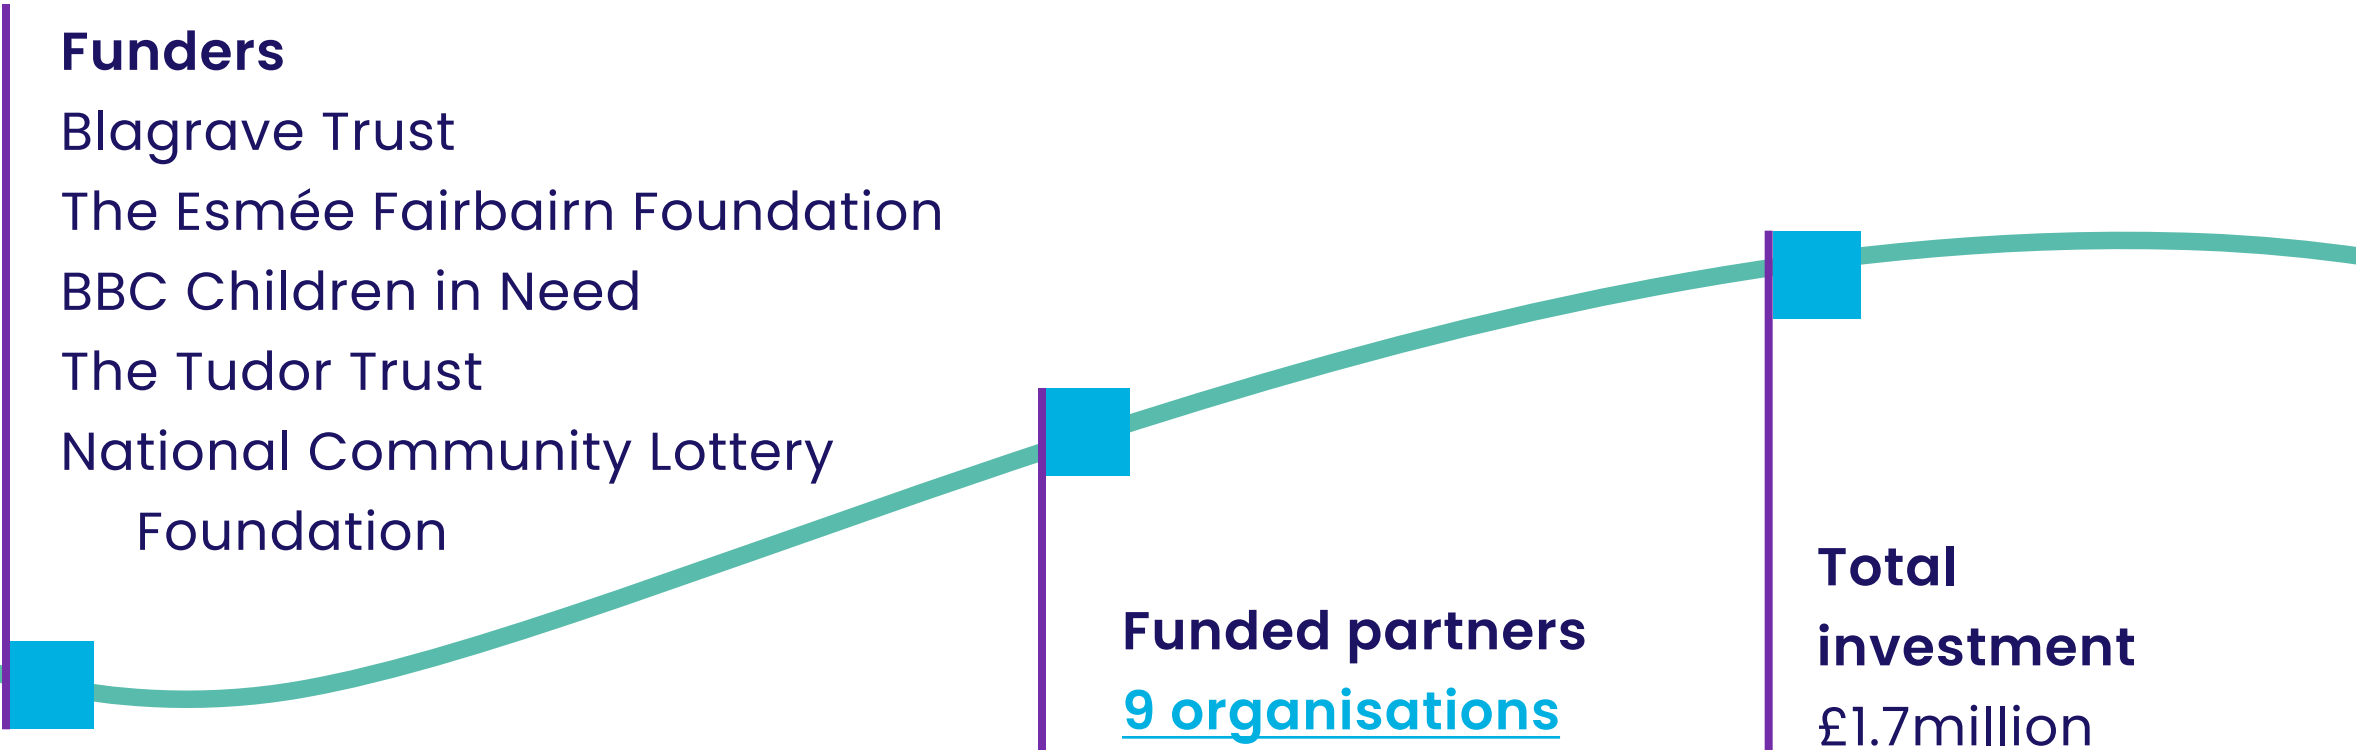 Funders
Blagrave Trust
The Esmée Fairbairn Foundation
BBC Children in Need
The Tudor Trust
National Community Lottery
Foundation
Funded partners
9 organisations
Total
investment
£1.7million